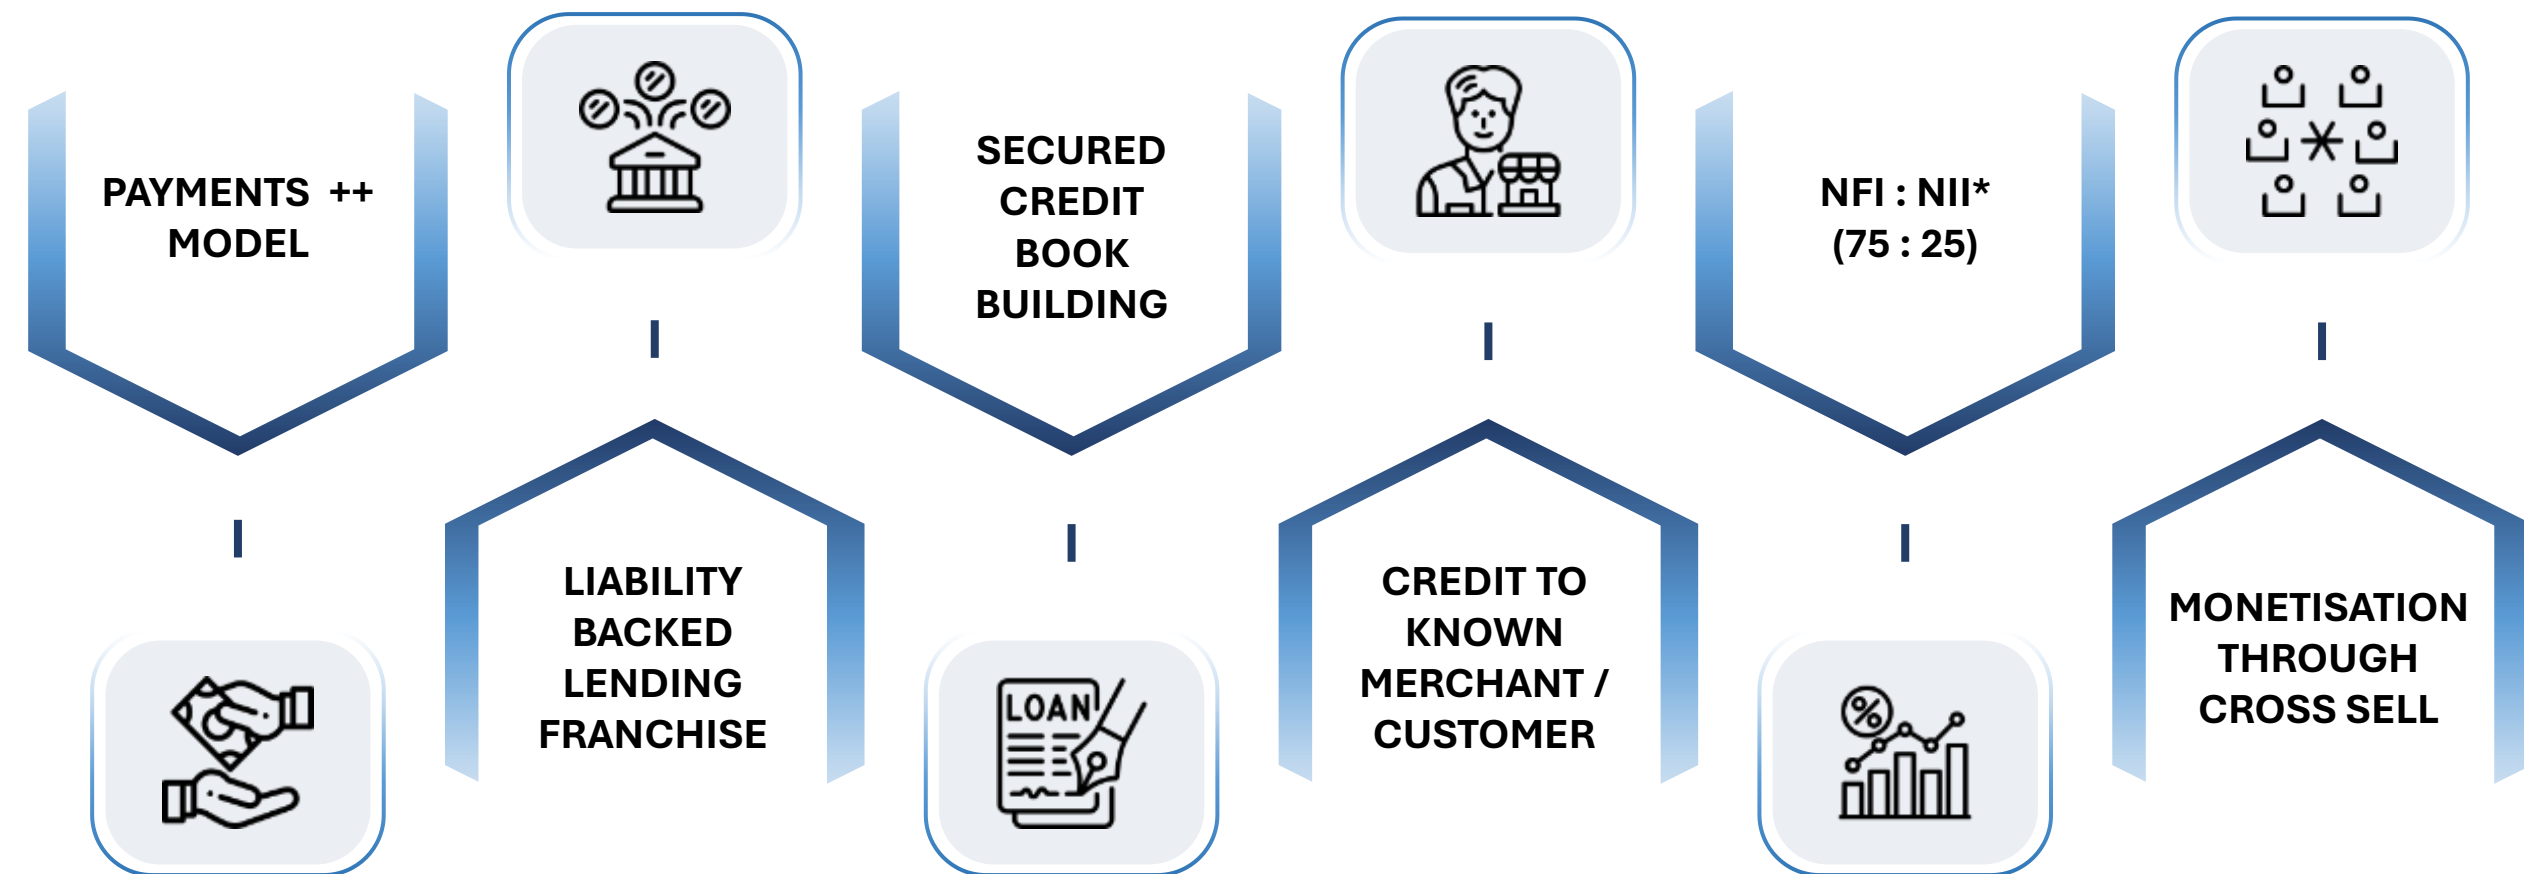 PAYMENTS ++
MODEL
LIABILITY
BACKED
LENDING
FRANCHISE
SECURED
CREDIT
BOOK
BUILDING
LOAN
CREDIT TO
KNOWN
MERCHANT /
CUSTOMER
NFI : NII*
(75 : 25)
%
MONETISATION
THROUGH
CROSS SELL